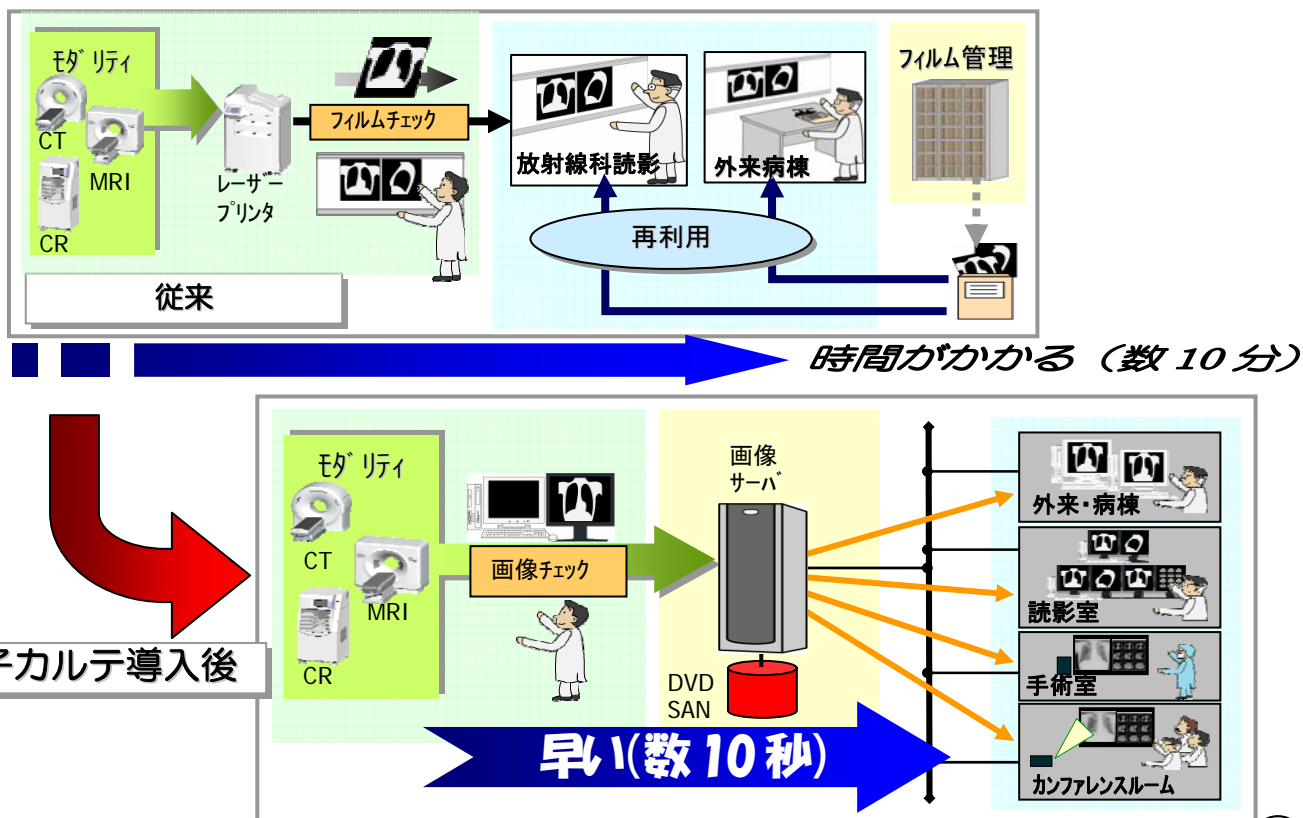 モダリティ
CT
MRI
CR
レーザー
プリンタ
フィルムチェック
放射線科読影
外来病棟
フィルム管理
再利用
従来
時間がかかる（数10分）
モダリティ
CT
MRI
CR
画像チェック
画像
サーバ
DVD
SAN
外来・病棟
読影室
手術室
カンファレンスルーム
子カルテ導入後
早い(数10秒)